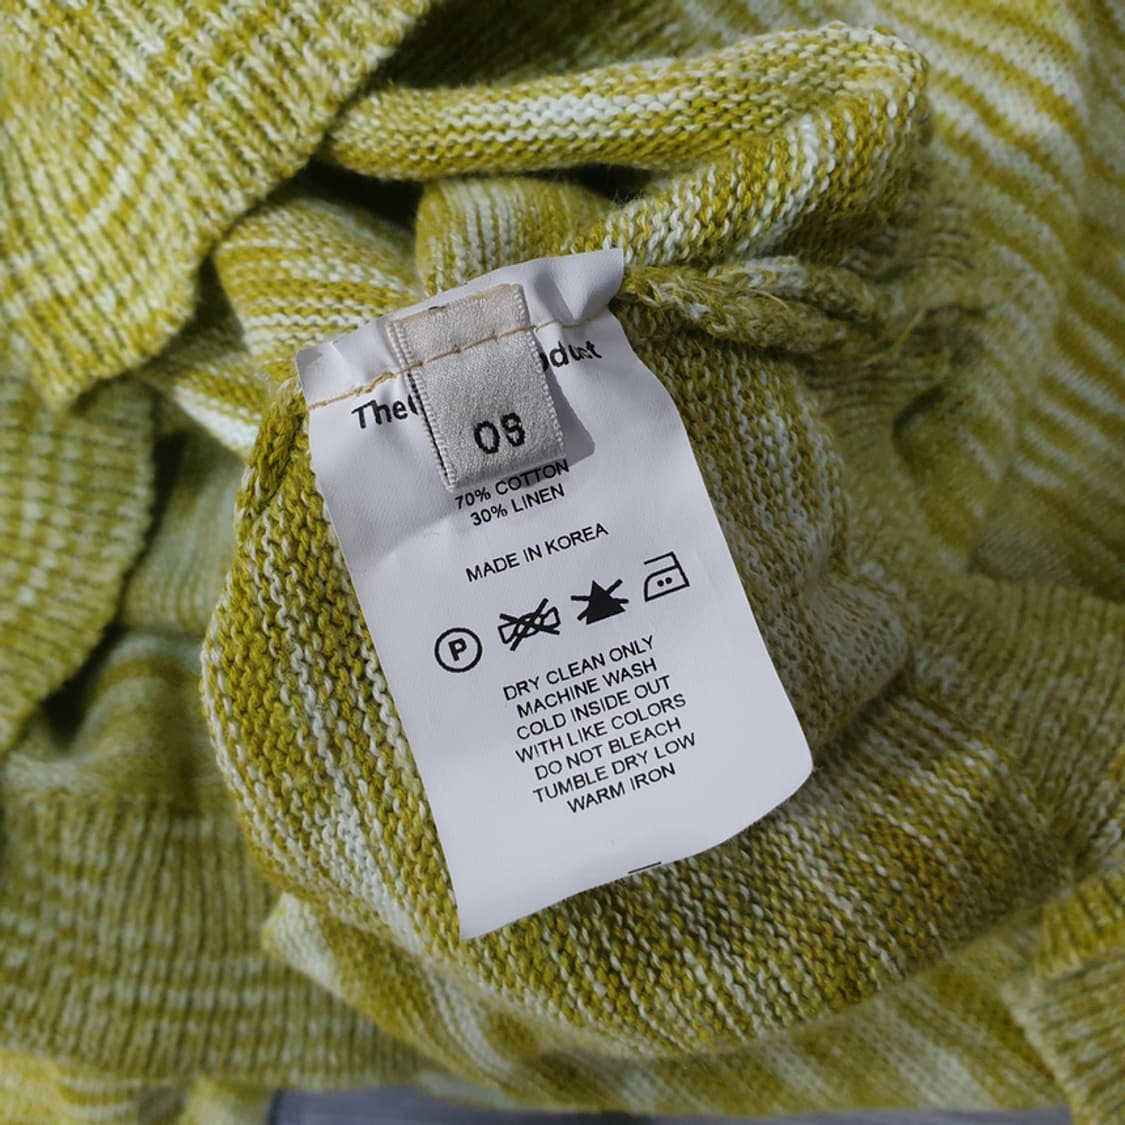 OS
70% COTTON
30% LINEN
MADE IN KOREA
P
DRY CLEAN ONLY
MACHINE WASH
COLD INSIDE OUT
WITH LIKE COLORS
DO NOT BLEACH
TUMBLE DRY LOW
WARM IRON